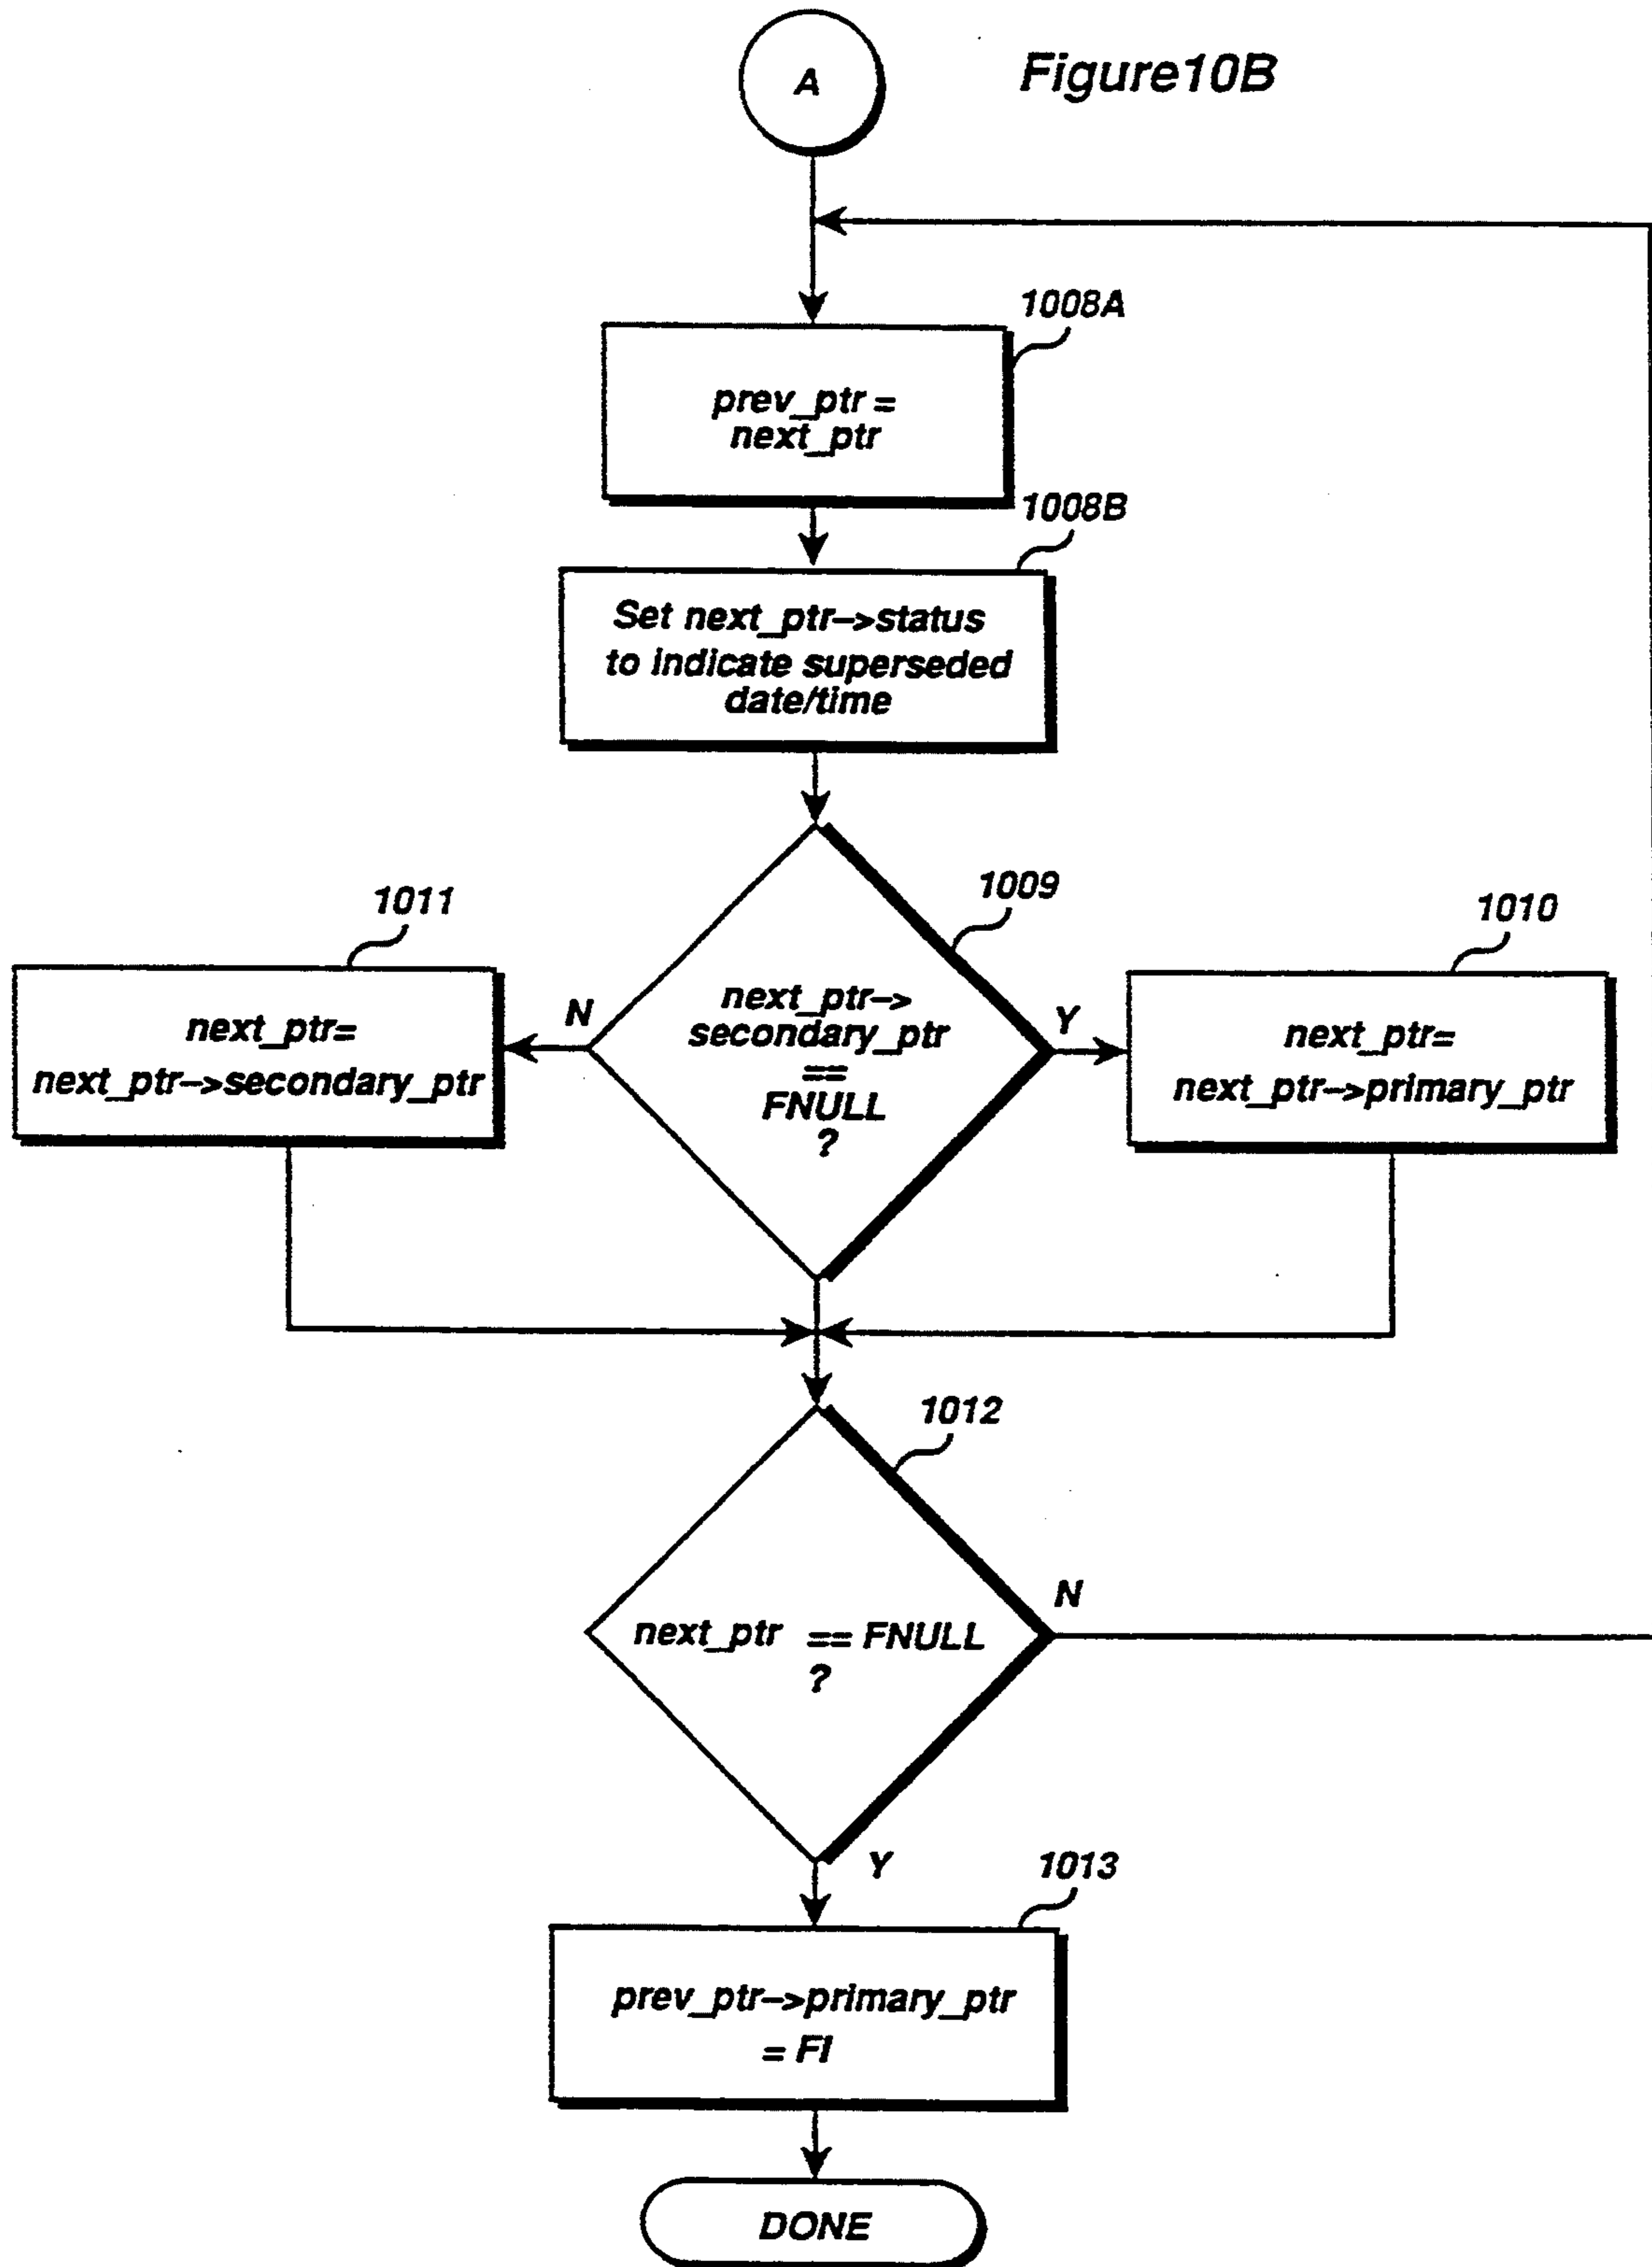 A
Figure10B
1008A
prev_ptr =
next_ptr
1008B
Set next_ptr–>status
to indicate superseded
date/time
1009
1011
1010
next_ptr=
next_ptr–>secondary_ptr
N
next_ptr–>
secondary_ptr
==
FNULL
?
Y
next_ptr=
next_ptr–>primary_ptr
1012
next_ptr == FNULL
?
N
Y
1013
prev_ptr–>primary_ptr
= FI
DONE